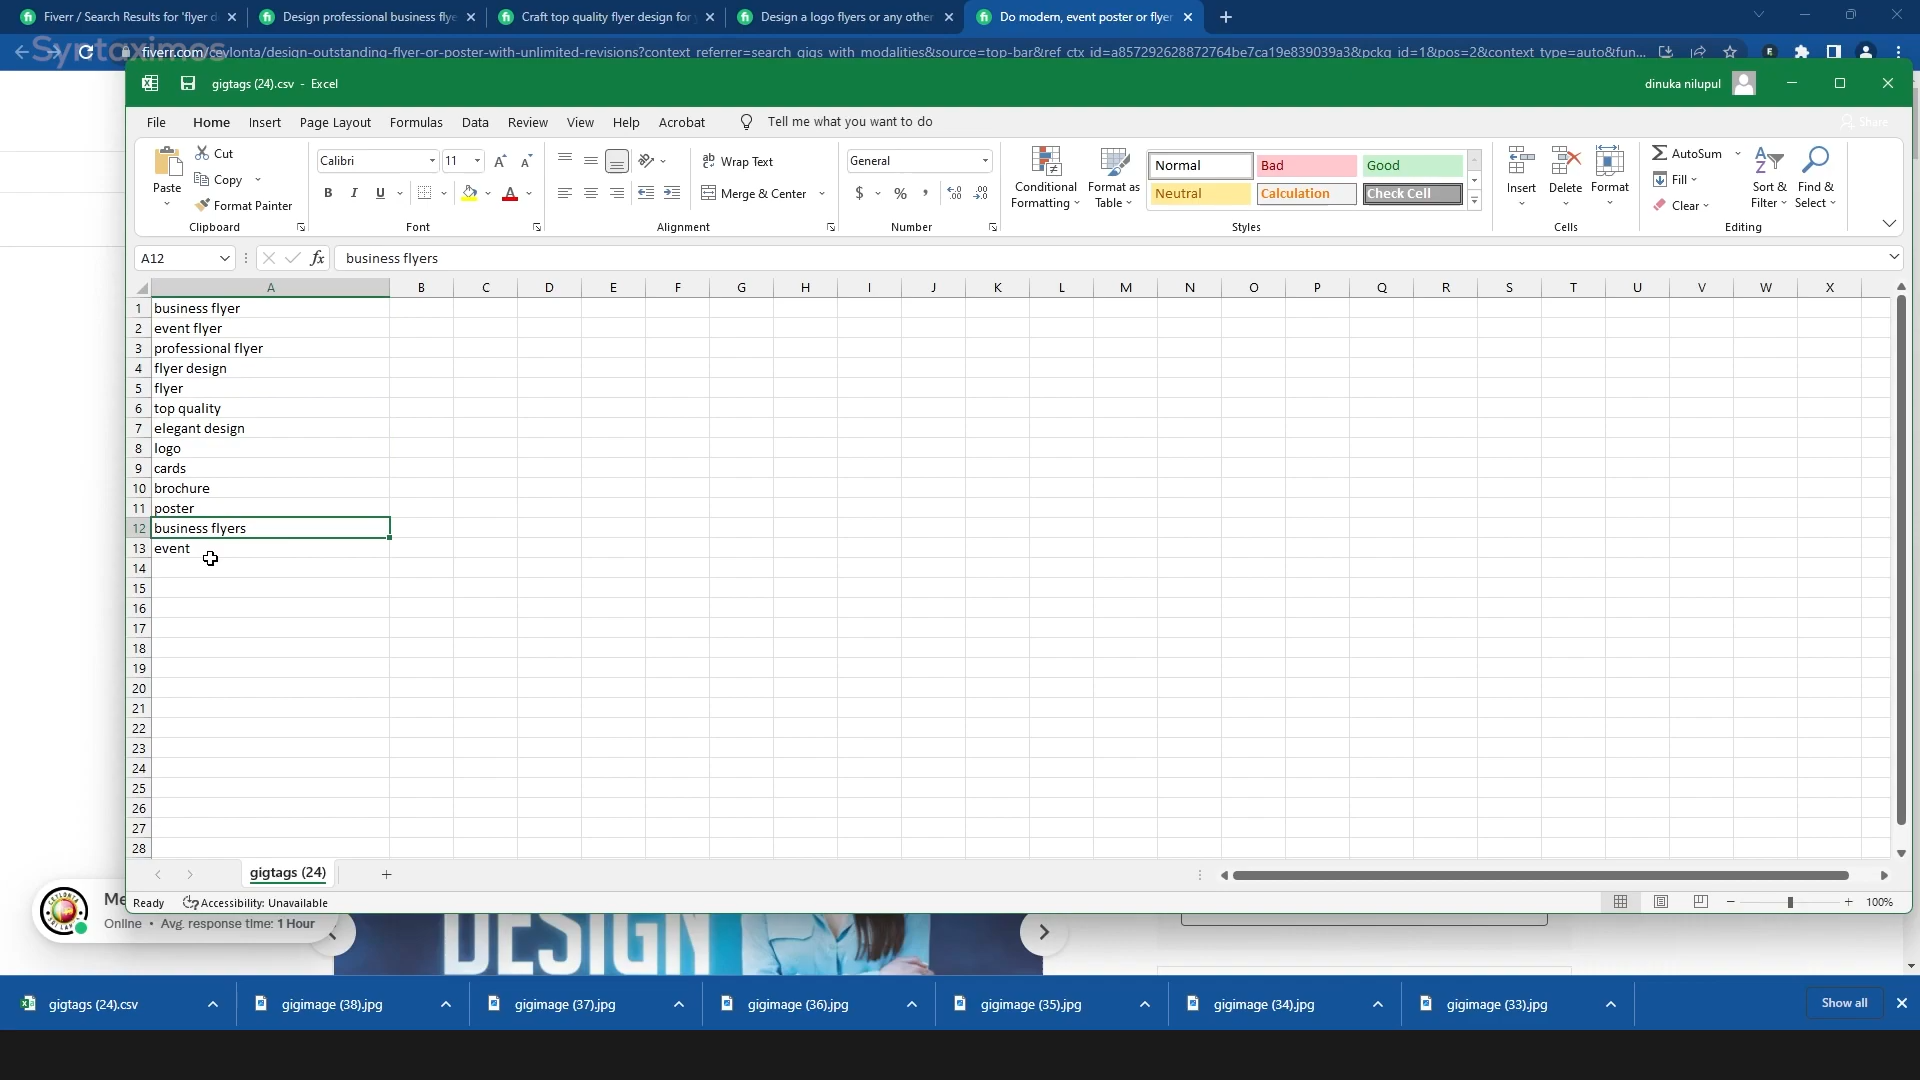 Fiverr / Search Results for 'flyer d
Design professional business flye
Craft top quality flyer design for
Design a logo flyers or any other
Do modern, event poster or flyer
Syntaximos
fiverr.com/ceylonta/design-outstanding-flyer-or-poster-with-unlimited-revisions?context_referrer=search_gigs_with_modalities&source=top-bar&ref_ctx_id=a857292628872764be7ca19e839039a3&pckg_id=1&pos=2&context_type=auto&fun...
gigtags (24).csv - Excel
dinuka nilupul
File Home Insert Page Layout Formulas Data Review View Help Acrobat Tell me what you want to do
Share
Paste
Cut
Copy
Format Painter
Clipboard
Calibri 11
Font
Wrap Text
Merge & Center
Alignment
General
Number
Conditional Formatting
Format as Table
Normal Bad Good
Neutral Calculation Check Cell
Styles
Insert Delete Format
Cells
AutoSum
Fill
Clear
Sort & Filter
Find & Select
Editing
A12 fx business flyers
A B C D E F G H I J K L M N O P Q R S T U V W X
1 business flyer
2 event flyer
3 professional flyer
4 flyer design
5 flyer
6 top quality
7 elegant design
8 logo
9 cards
10 brochure
11 poster
12 business flyers
13 event
14
15
16
17
18
19
20
21
22
23
24
25
26
27
28
gigtags (24)
Ready Accessibility: Unavailable
100%
Me
Online • Avg. response time: 1 Hour
DESIGN
gigtags (24).csv
gigimage (38).jpg
gigimage (37).jpg
gigimage (36).jpg
gigimage (35).jpg
gigimage (34).jpg
gigimage (33).jpg
Show all